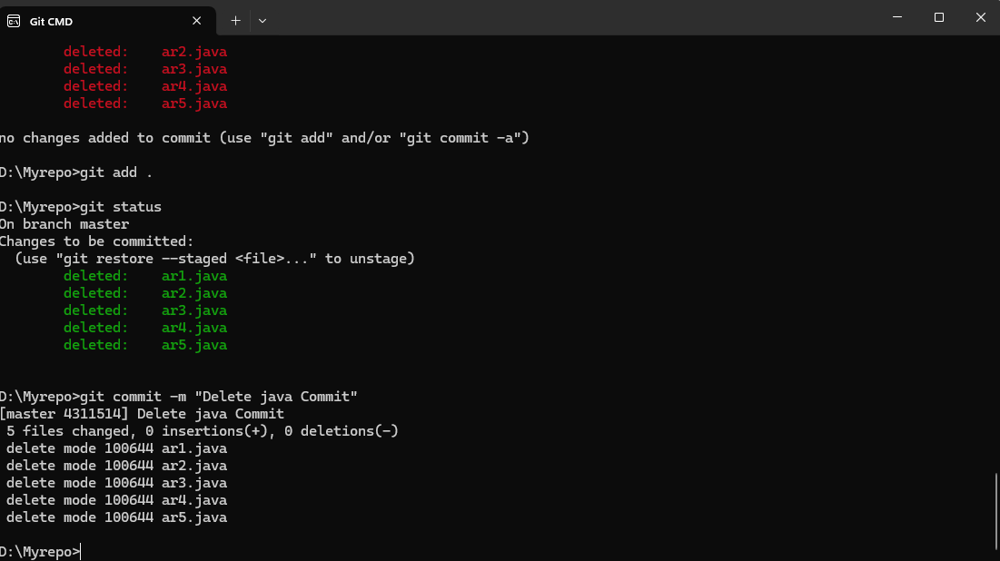 Git CMD
deleted:    ar2.java
deleted:    ar3.java
deleted:    ar4.java
deleted:    ar5.java
no changes added to commit (use "git add" and/or "git commit -a")
D:\Myrepo>git add .
D:\Myrepo>git status
On branch master
Changes to be committed:
  (use "git restore --staged <file>..." to unstage)
deleted:    ar1.java
deleted:    ar2.java
deleted:    ar3.java
deleted:    ar4.java
deleted:    ar5.java
D:\Myrepo>git commit -m "Delete java Commit"
[master 4311514] Delete java Commit
 5 files changed, 0 insertions(+), 0 deletions(-)
 delete mode 100644 ar1.java
 delete mode 100644 ar2.java
 delete mode 100644 ar3.java
 delete mode 100644 ar4.java
 delete mode 100644 ar5.java
D:\Myrepo>